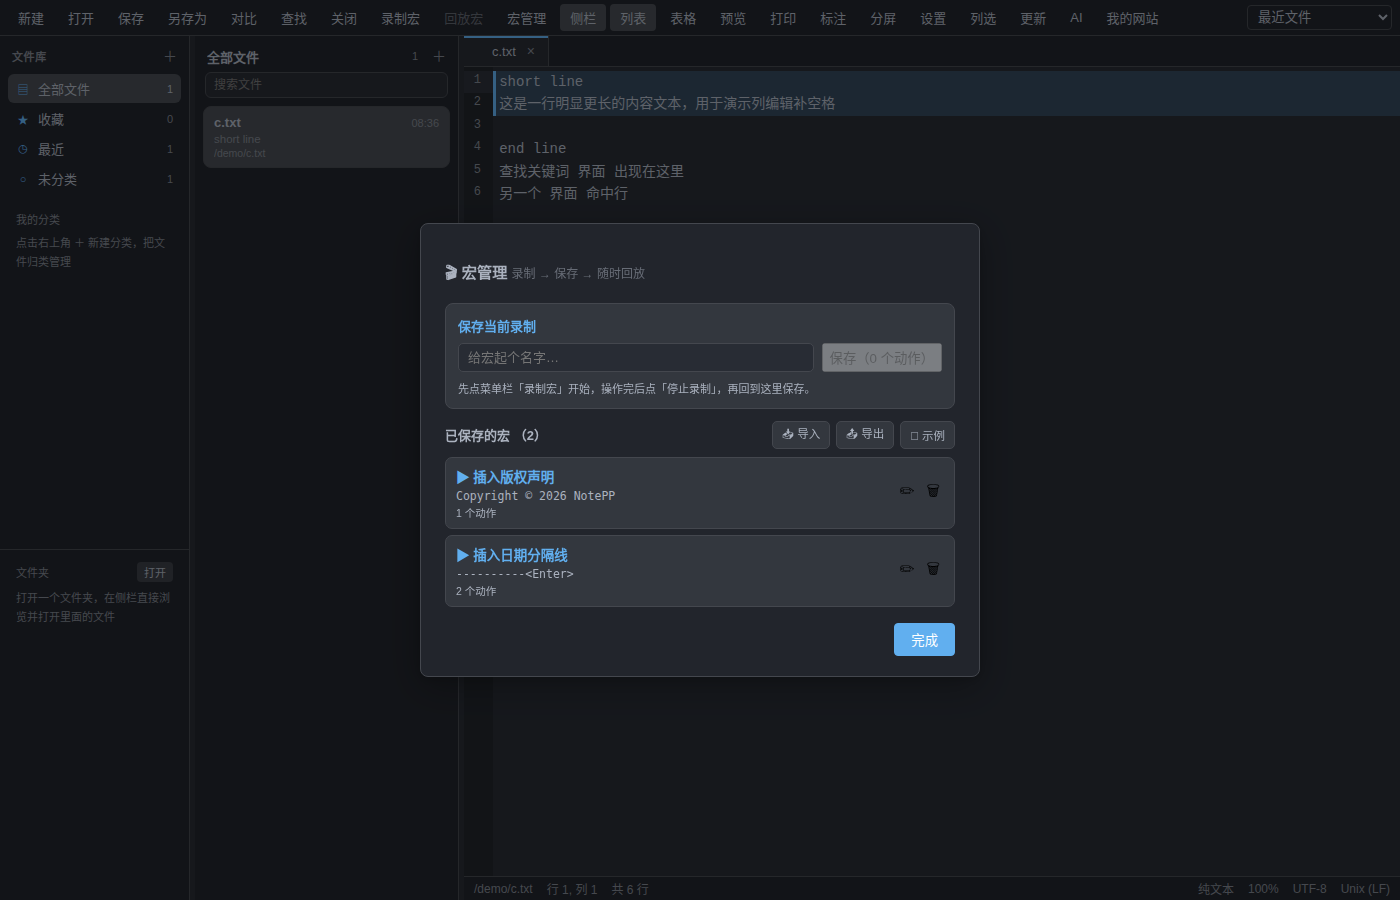 新建 打开 保存 另存为 对比 查找 关闭 录制宏 回放宏 宏管理 侧栏 列表 表格 预览 打印 标注 分屏 设置 列选 更新 AI 我的网站 最近文件
文件库 +
全部文件 1
收藏 0
最近 1
未分类 1
我的分类
点击右上角 + 新建分类，把文
件归类管理
文件夹 打开
打开一个文件夹，在侧栏直接浏
览并打开里面的文件
全部文件 1 +
搜索文件
c.txt 08:36
short line
/demo/c.txt
c.txt ×
1 short line
2 这是一行明显更长的内容文本，用于演示列编辑补空格
3
4 end line
5 查找关键词 界面 出现在这里
6 另一个 界面 命中行
宏管理 录制 → 保存 → 随时回放
保存当前录制
给宏起个名字…
保存（0 个动作）
先点菜单栏「录制宏」开始，操作完后点「停止录制」，再回到这里保存。
已保存的宏 （2） 导入 导出 示例
▶ 插入版权声明
Copyright © 2026 NotePP
1 个动作
▶ 插入日期分隔线
----------<Enter>
2 个动作
完成
/demo/c.txt 行 1, 列 1 共 6 行 纯文本 100% UTF-8 Unix (LF)